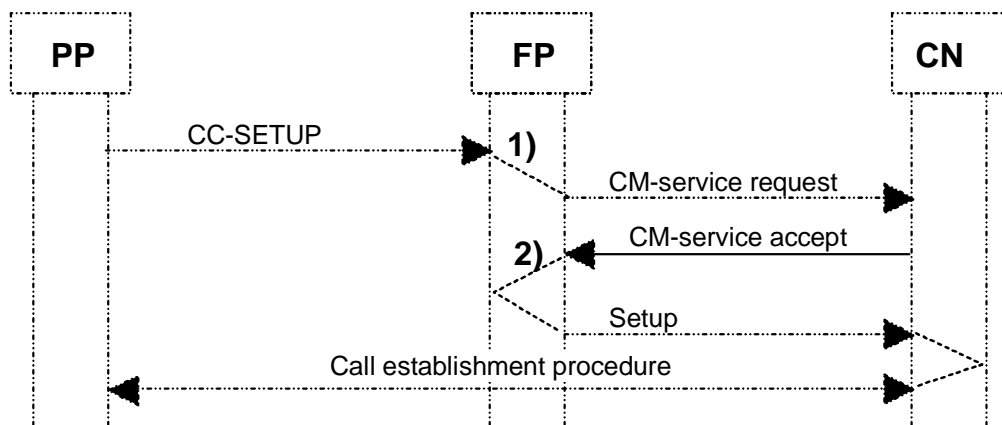 PP
FP
CN
CC-SETUP
1)
CM-service request
2)
CM-service accept
Setup
Call establishment procedure